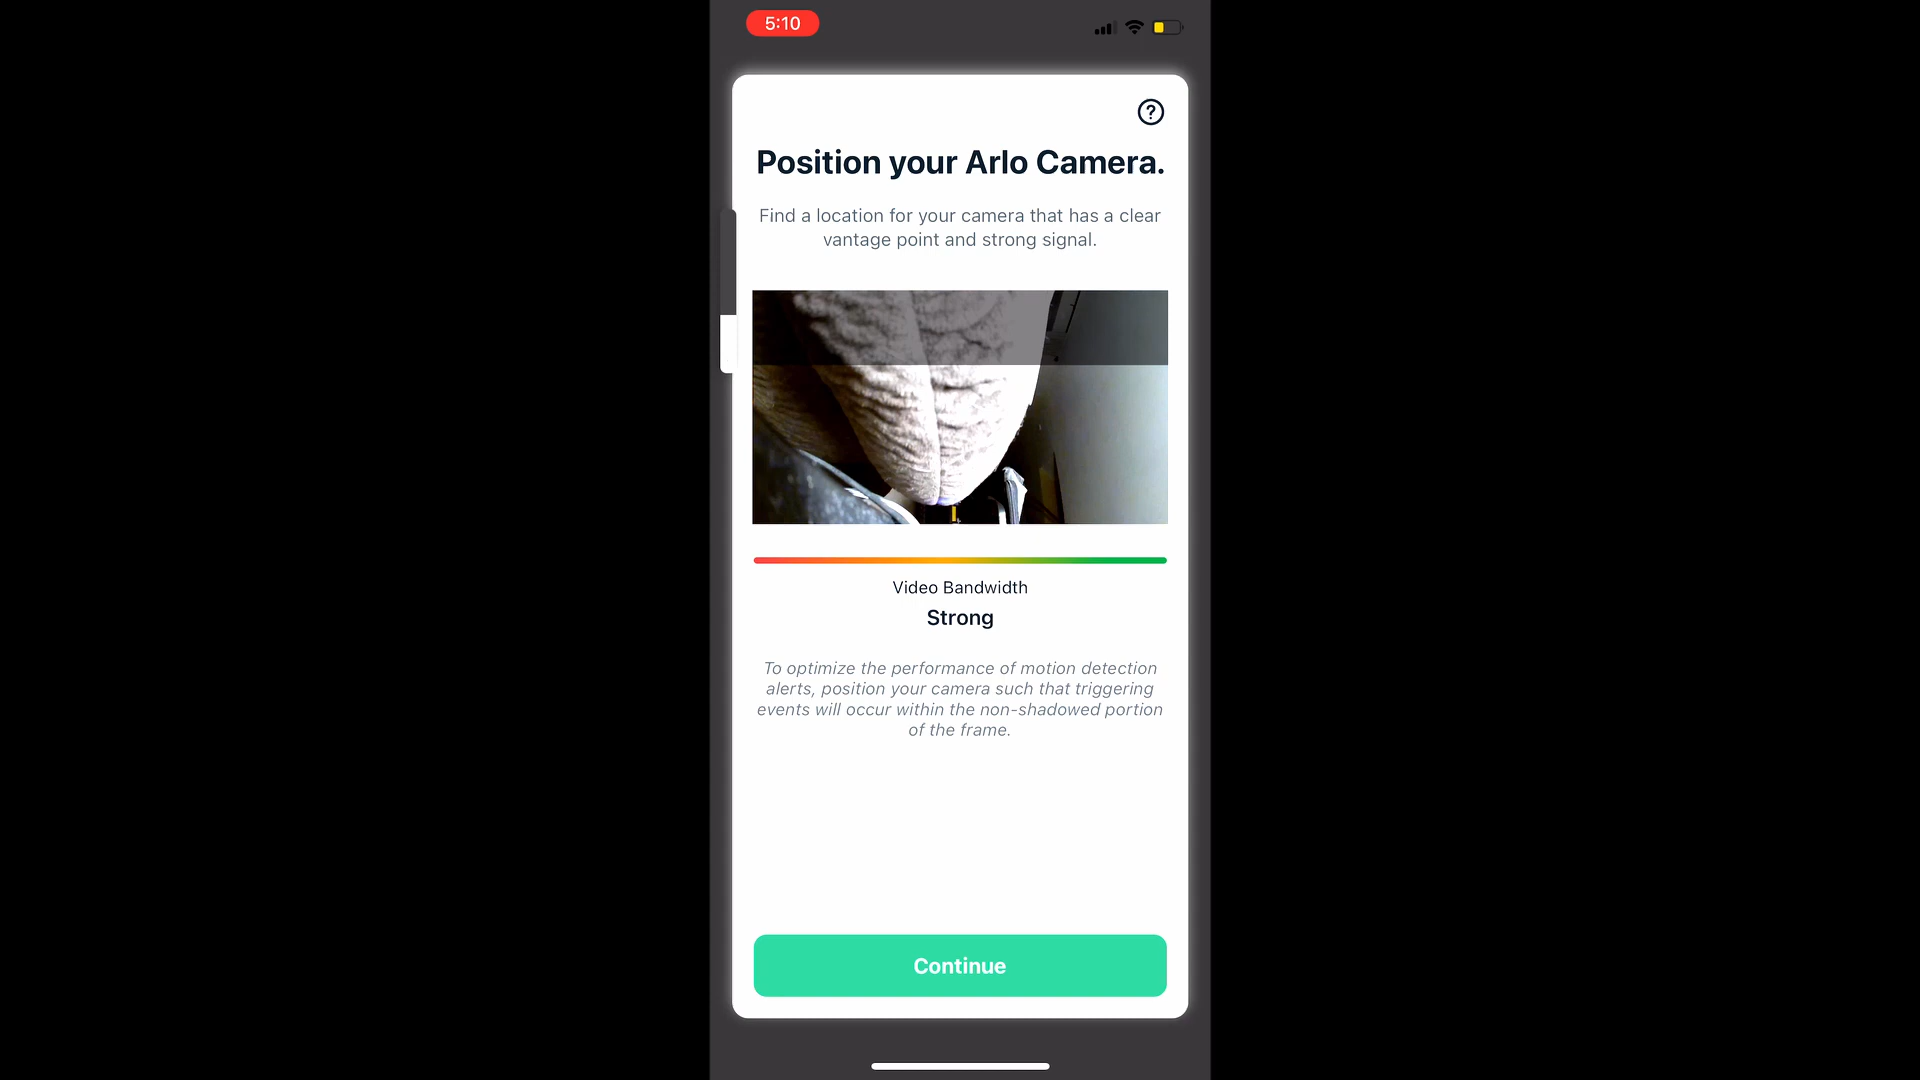 5:10
Position your Arlo Camera.
Find a location for your camera that has a clear
vantage point and strong signal.
Video Bandwidth
Strong
To optimize the performance of motion detection
alerts, position your camera such that triggering
events will occur within the non-shadowed portion
of the frame.
Continue